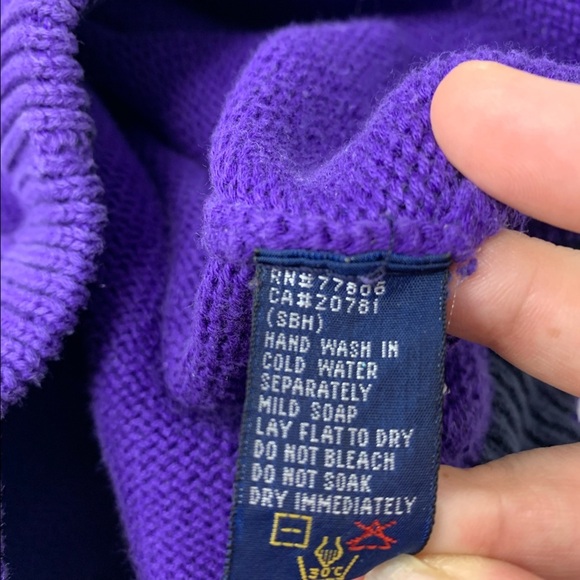 RN#77806
CA#20781
(SBH)
HAND WASH IN
COLD WATER
SEPARATELY
MILD SOAP
LAY FLAT TO DRY
DO NOT BLEACH
DO NOT SOAK
DRY IMMEDIATELY
30°C